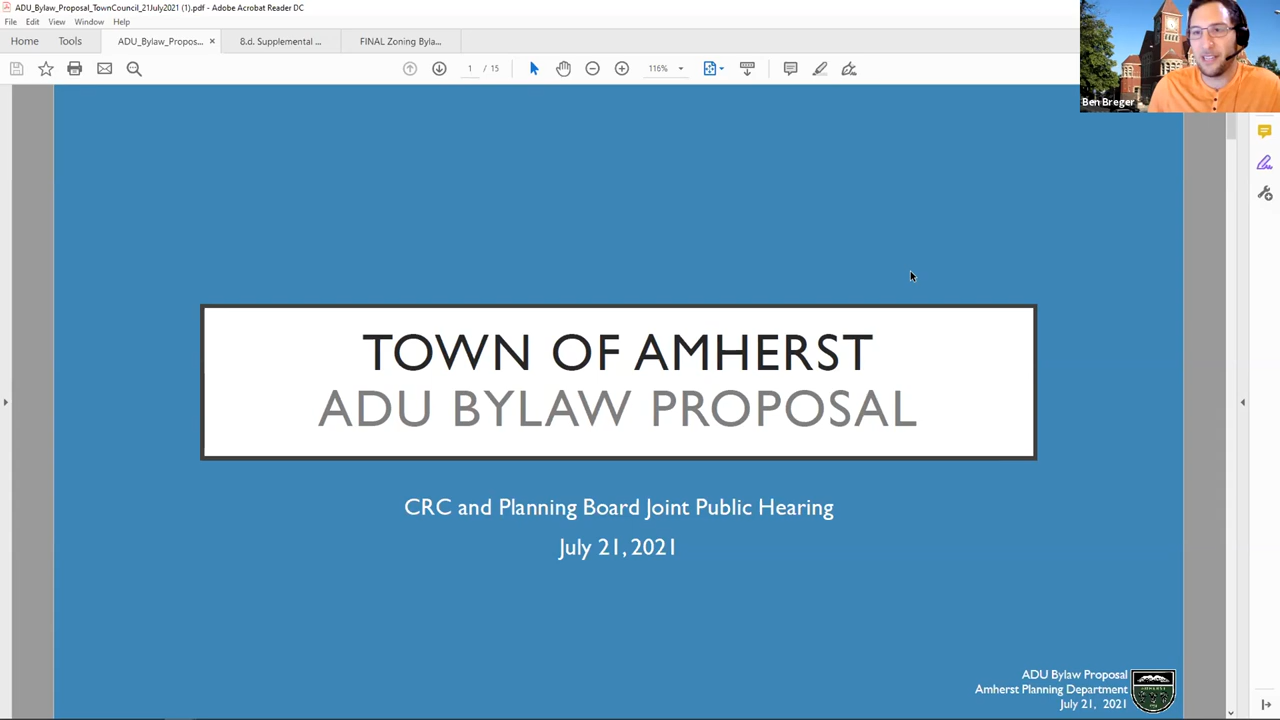 ADU_Bylaw_Proposal_TownCouncil_21July2021 (1).pdf - Adobe Acrobat Reader DC
File Edit View Window Help
Home Tools ADU_Bylaw_Propos... × 8.d. Supplemental ... FINAL Zoning Byla...
1 / 15 116%
Ben Breger
TOWN OF AMHERST
ADU BYLAW PROPOSAL
CRC and Planning Board Joint Public Hearing
July 21, 2021
ADU Bylaw Proposal
Amherst Planning Department
July 21, 2021